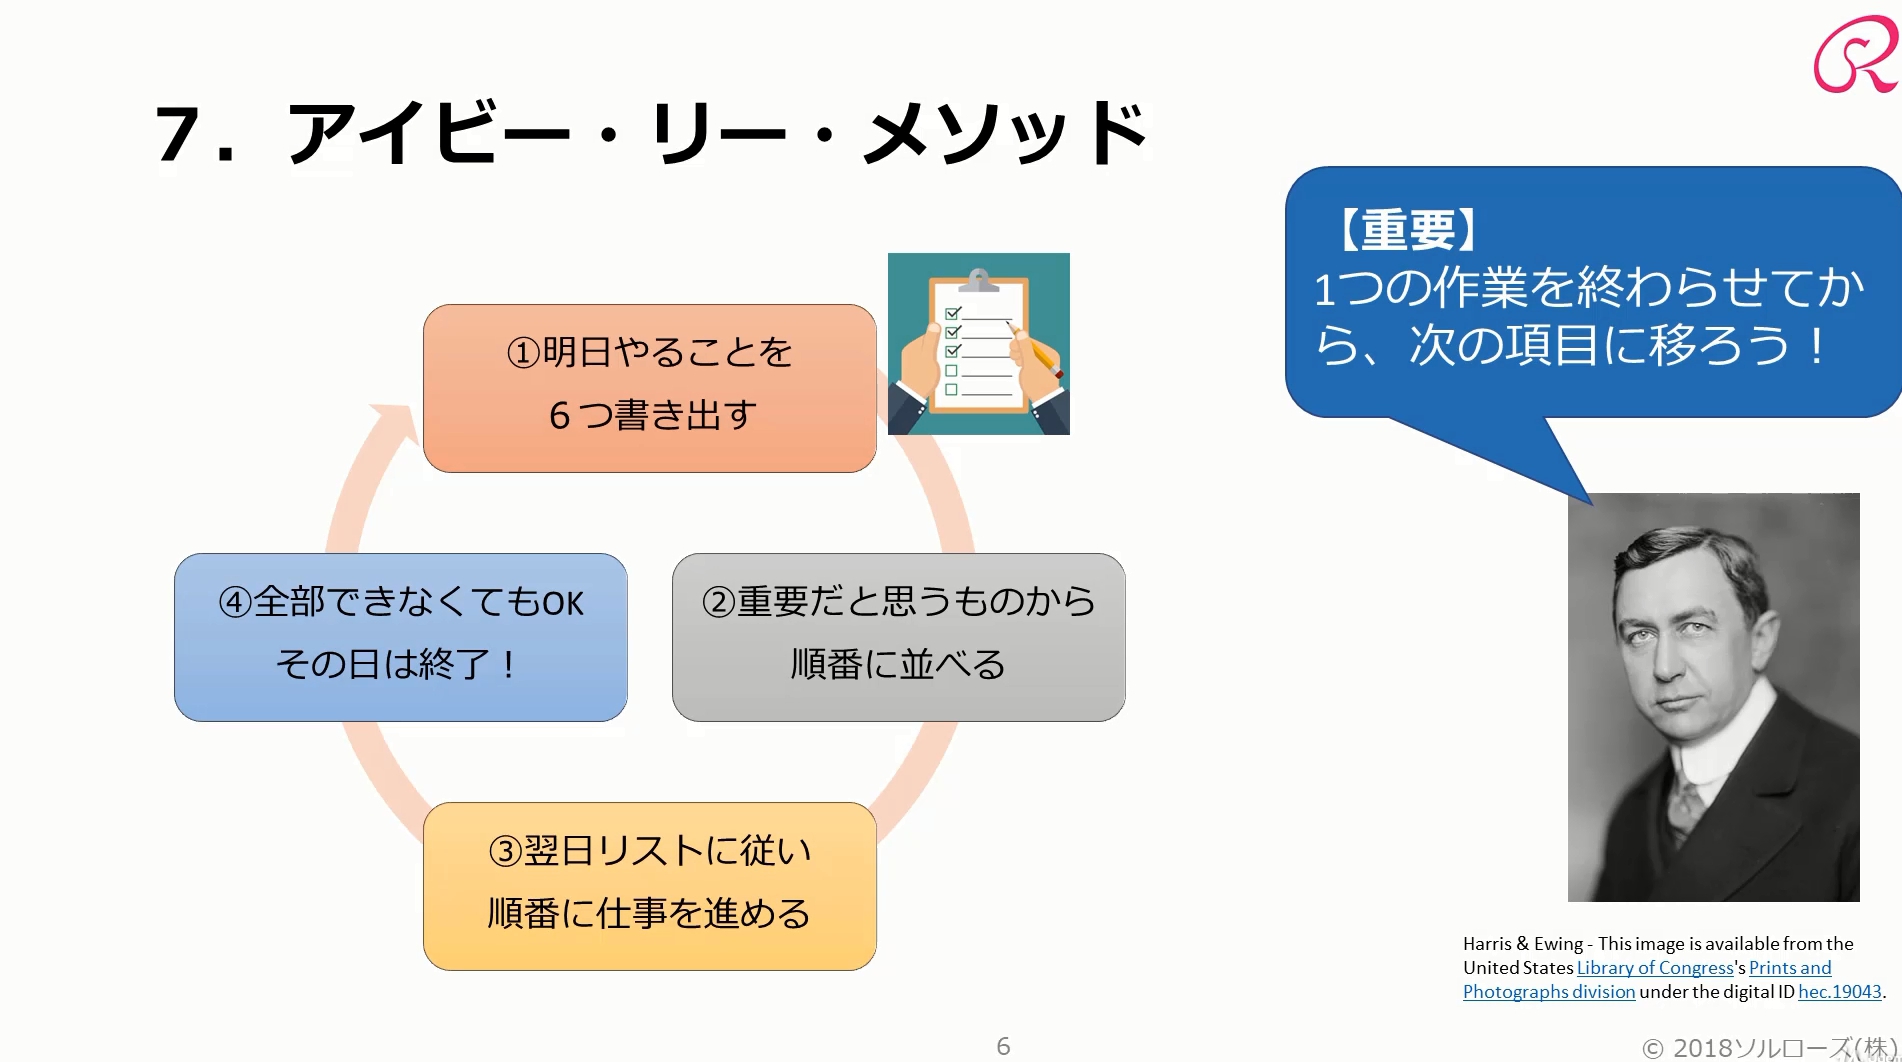 ７．アイビー・リー・メソッド
①明日やることを
６つ書き出す
②重要だと思うものから
順番に並べる
③翌日リストに従い
順番に仕事を進める
④全部できなくてもOK
その日は終了！
【重要】
1つの作業を終わらせてか
ら、次の項目に移ろう！
Harris & Ewing - This image is available from the
United States Library of Congress's Prints and
Photographs division under the digital ID hec.19043.
6
© 2018ソルローズ(株)